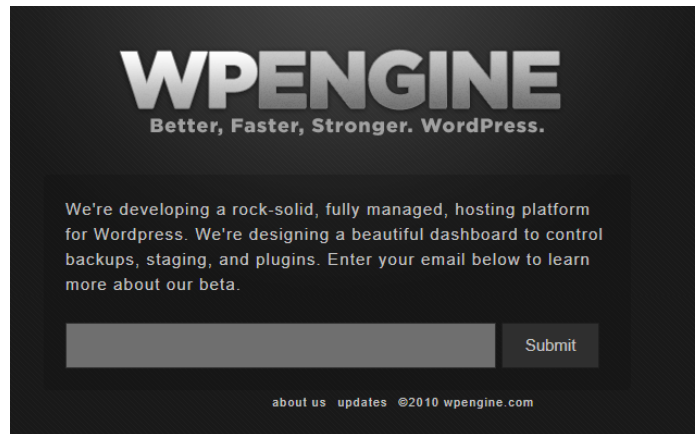 WPENGINE
Better, Faster, Stronger. WordPress.
We're developing a rock-solid, fully managed, hosting platform
for Wordpress. We're designing a beautiful dashboard to control
backups, staging, and plugins. Enter your email below to learn
more about our beta.
Submit
about us updates ©2010 wpengine.com